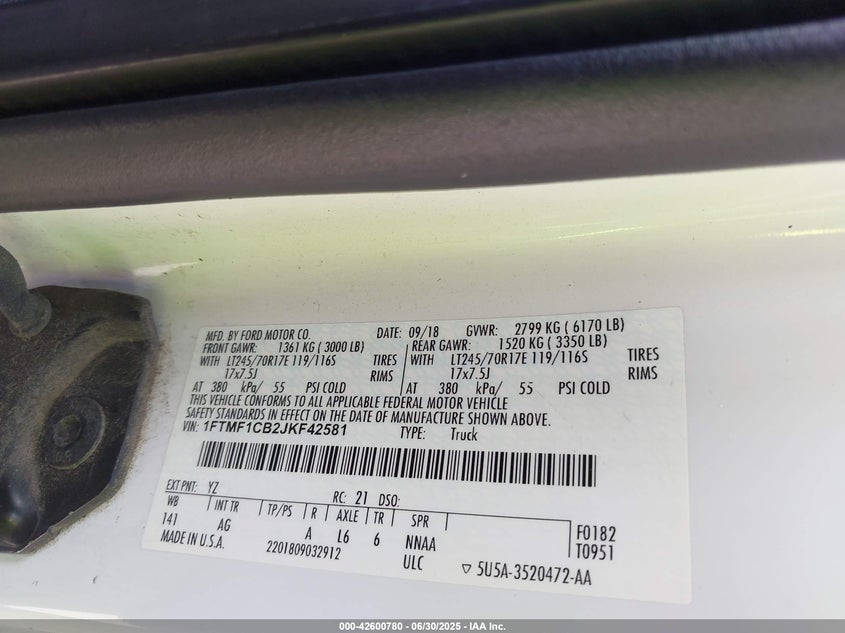 MFD. BY FORD MOTOR CO. DATE: 09/18 GVWR: 2799 KG ( 6170 LB)
FRONT GAWR: 1361 KG ( 3000 LB) REAR GAWR: 1520 KG ( 3350 LB)
WITH LT245/70R17E 119/116S TIRES WITH LT245/70R17E 119/116S TIRES
17x7.5J RIMS 17x7.5J RIMS
AT 380 kPa/ 55 PSI COLD AT 380 kPa/ 55 PSI COLD
THIS VEHICLE CONFORMS TO ALL APPLICABLE FEDERAL MOTOR VEHICLE
SAFETY STANDARDS IN EFFECT ON THE DATE OF MANUFACTURE SHOWN ABOVE.
VIN: 1FTMF1CB2JKF42581 TYPE: Truck
EXT PNT: YZ RC: 21 DSO:
WB INT TR TP/PS R AXLE TR SPR
141 AG A L6 6 NNAA F0182
MADE IN U.S.A. 2201809032912 ULC T0951
5U5A-3520472-AA
000-42600780 - 06/30/2025 - IAA Inc.